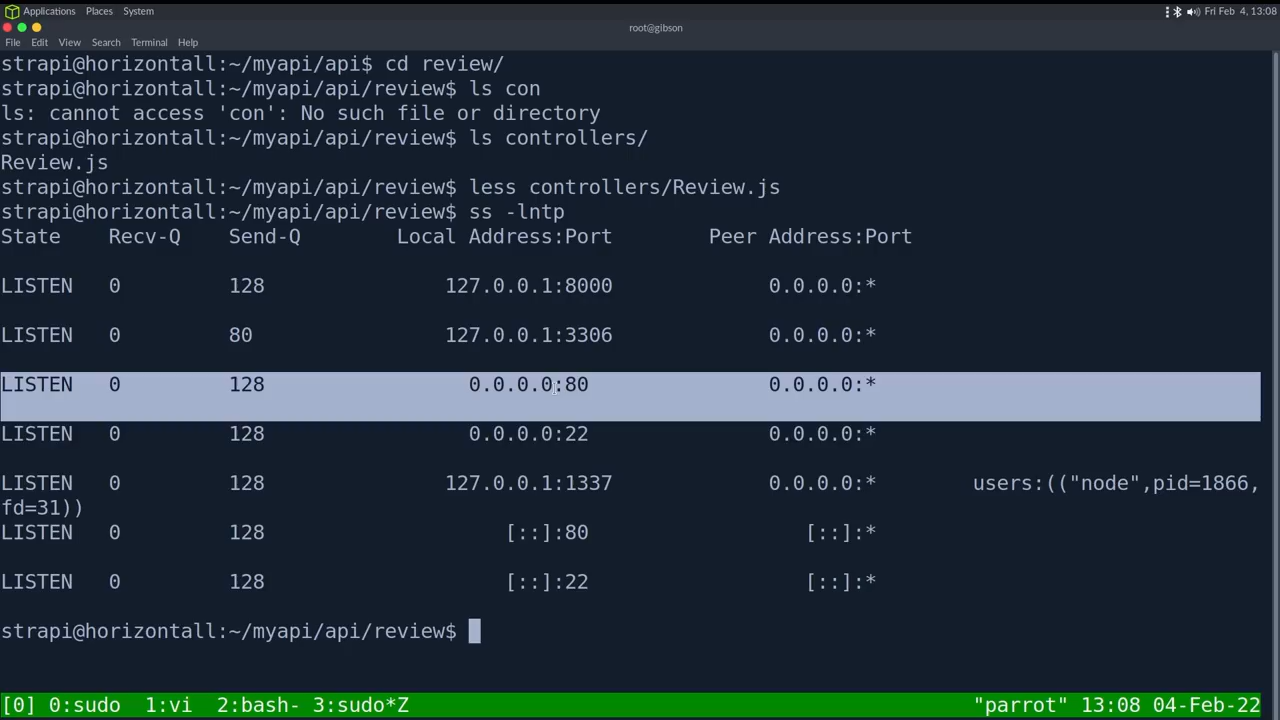 Applications Places System Fri Feb 4, 13:08
root@gibson
File Edit View Search Terminal Help
strapi@horizontall:~/myapi/api$ cd review/
strapi@horizontall:~/myapi/api/review$ ls con
ls: cannot access 'con': No such file or directory
strapi@horizontall:~/myapi/api/review$ ls controllers/
Review.js
strapi@horizontall:~/myapi/api/review$ less controllers/Review.js
strapi@horizontall:~/myapi/api/review$ ss -lntp
State Recv-Q Send-Q Local Address:Port Peer Address:Port
LISTEN 0 128 127.0.0.1:8000 0.0.0.0:*
LISTEN 0 80 127.0.0.1:3306 0.0.0.0:*
LISTEN 0 128 0.0.0.0:80 0.0.0.0:*
LISTEN 0 128 0.0.0.0:22 0.0.0.0:*
LISTEN 0 128 127.0.0.1:1337 0.0.0.0:* users:(("node",pid=1866,
fd=31))
LISTEN 0 128 [::]:80 [::]:*
LISTEN 0 128 [::]:22 [::]:*
strapi@horizontall:~/myapi/api/review$
[0] 0:sudo 1:vi 2:bash- 3:sudo*Z "parrot" 13:08 04-Feb-22